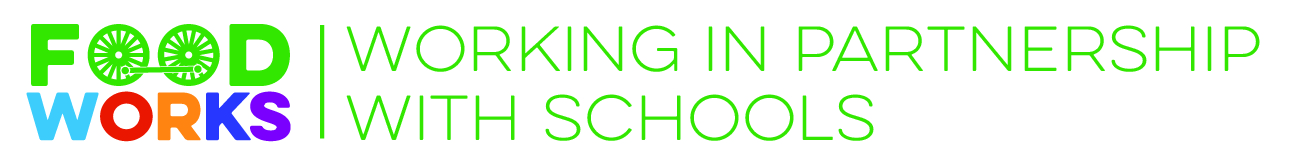 FOOD
WORKS
WORKING IN PARTNERSHIP
WITH SCHOOLS